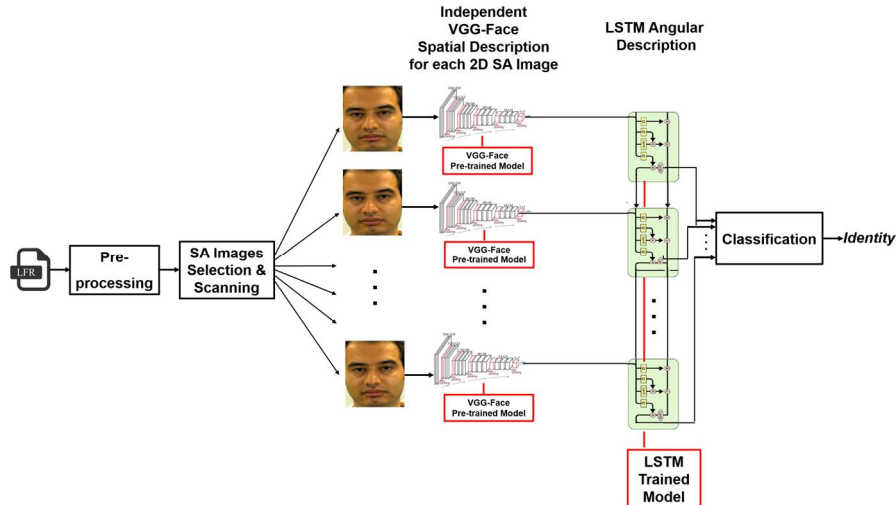 Independent
VGG-Face
Spatial Description
for each 2D SA Image
LSTM Angular
Description
VGG-Face
Pre-trained Model
VGG-Face
Pre-trained Model
LFR
Pre-
processing
SA Images
Selection &
Scanning
Classification
Identity
VGG-Face
Pre-trained Model
LSTM
Trained
Model